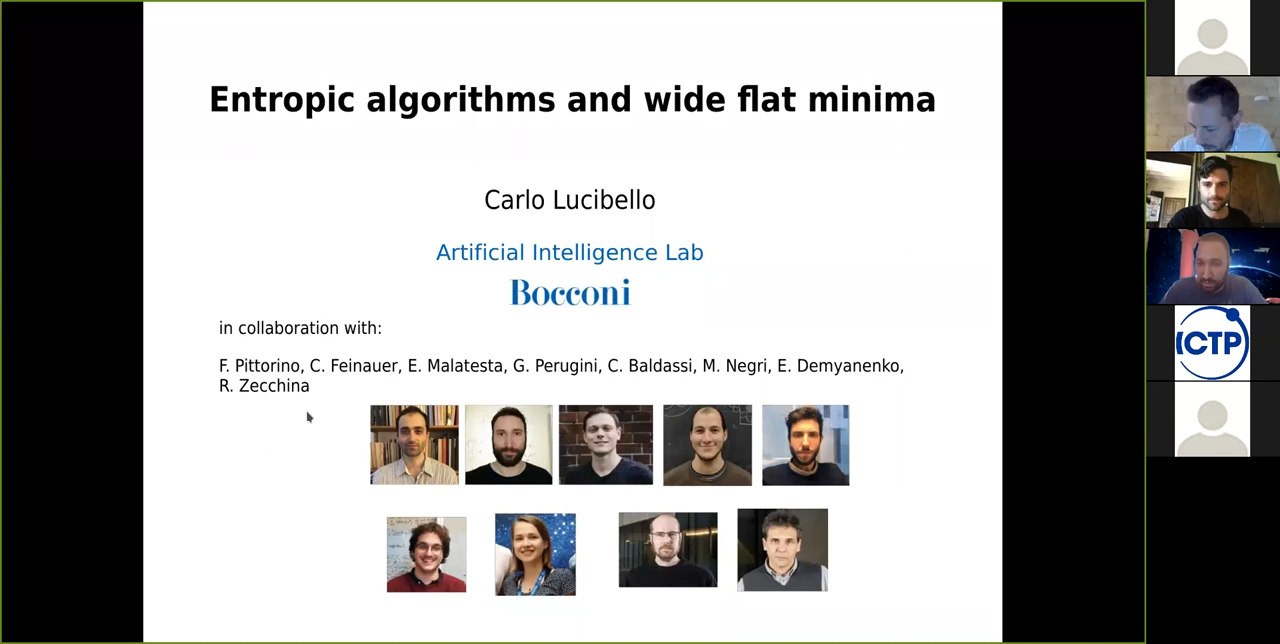 Entropic algorithms and wide flat minima
Carlo Lucibello
Artificial Intelligence Lab
Bocconi
in collaboration with:
F. Pittorino, C. Feinauer, E. Malatesta, G. Perugini, C. Baldassi, M. Negri, E. Demyanenko,
R. Zecchina
ICTP